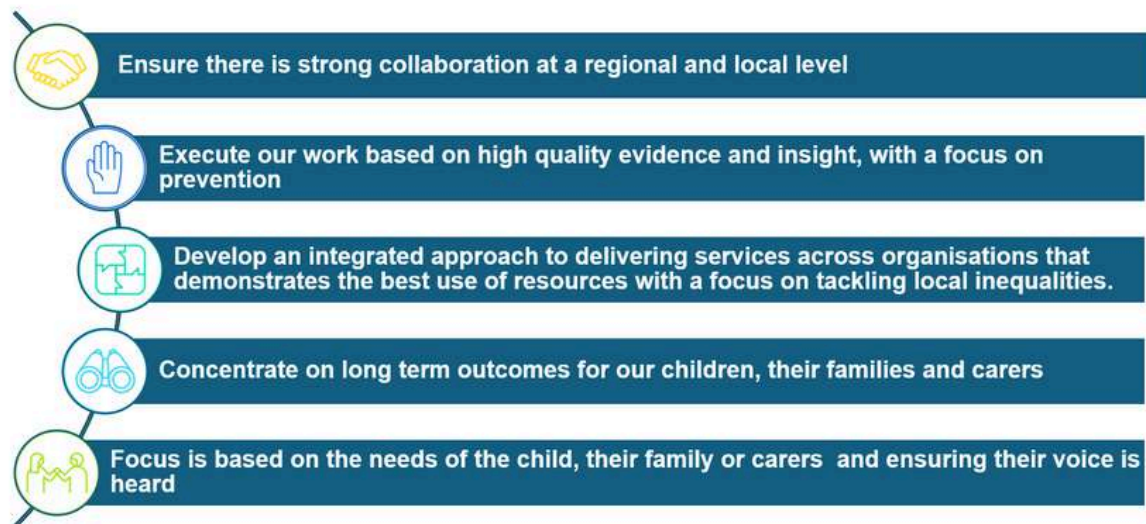 Ensure there is strong collaboration at a regional and local level
Execute our work based on high quality evidence and insight, with a focus on
prevention
Develop an integrated approach to delivering services across organisations that
demonstrates the best use of resources with a focus on tackling local inequalities.
Concentrate on long term outcomes for our children, their families and carers
Focus is based on the needs of the child, their family or carers  and ensuring their voice is
heard